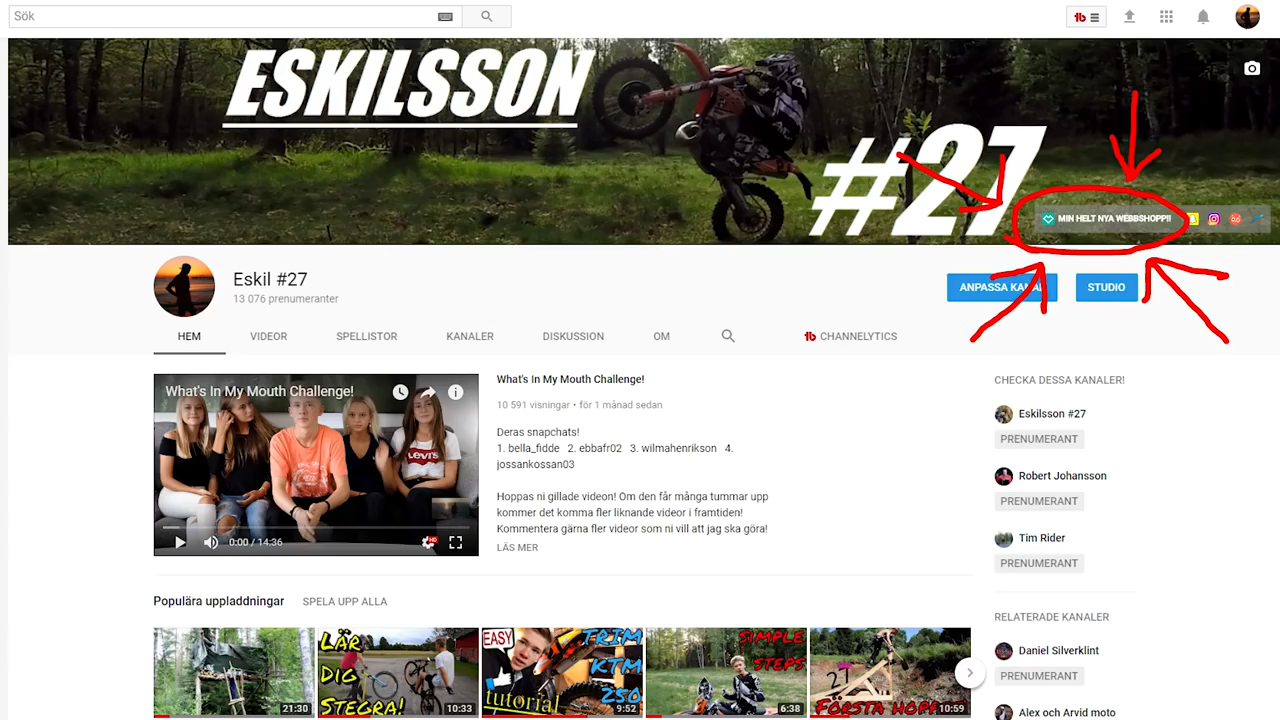 Sök
ESKILSSON
#27
MIN HELT NYA WEBBSHOPP!!
Eskil #27
13 076 prenumeranter
ANPASSA KANAL
STUDIO
HEM VIDEOR SPELLISTOR KANALER DISKUSSION OM CHANNELYTICS
What's In My Mouth Challenge!
LEVI'S
0:00 / 14:36
HD
What's In My Mouth Challenge!
10 591 visningar • för 1 månad sedan
Deras snapchats!
1. bella_fidde 2. ebbafr02 3. wilmahenrikson 4.
jossankossan03
Hoppas ni gillade videon! Om den får många tummar upp
kommer det komma fler liknande videor i framtiden!
Kommentera gärna fler videor som ni vill att jag ska göra!
LÄS MER
CHECKA DESSA KANALER!
Eskilsson #27
PRENUMERANT
Robert Johansson
PRENUMERANT
Tim Rider
PRENUMERANT
RELATERADE KANALER
Daniel Silverklint
PRENUMERANT
Alex och Arvid moto
Populära uppladdningar SPELA UPP ALLA
21:30
LÄR
DIG
STEGRA!
10:33
EASY
TRIM
KTM
250
tutorial
9:52
SIMPLE
STEPS
6:38
21
FÖRSTA HOPP
10:59